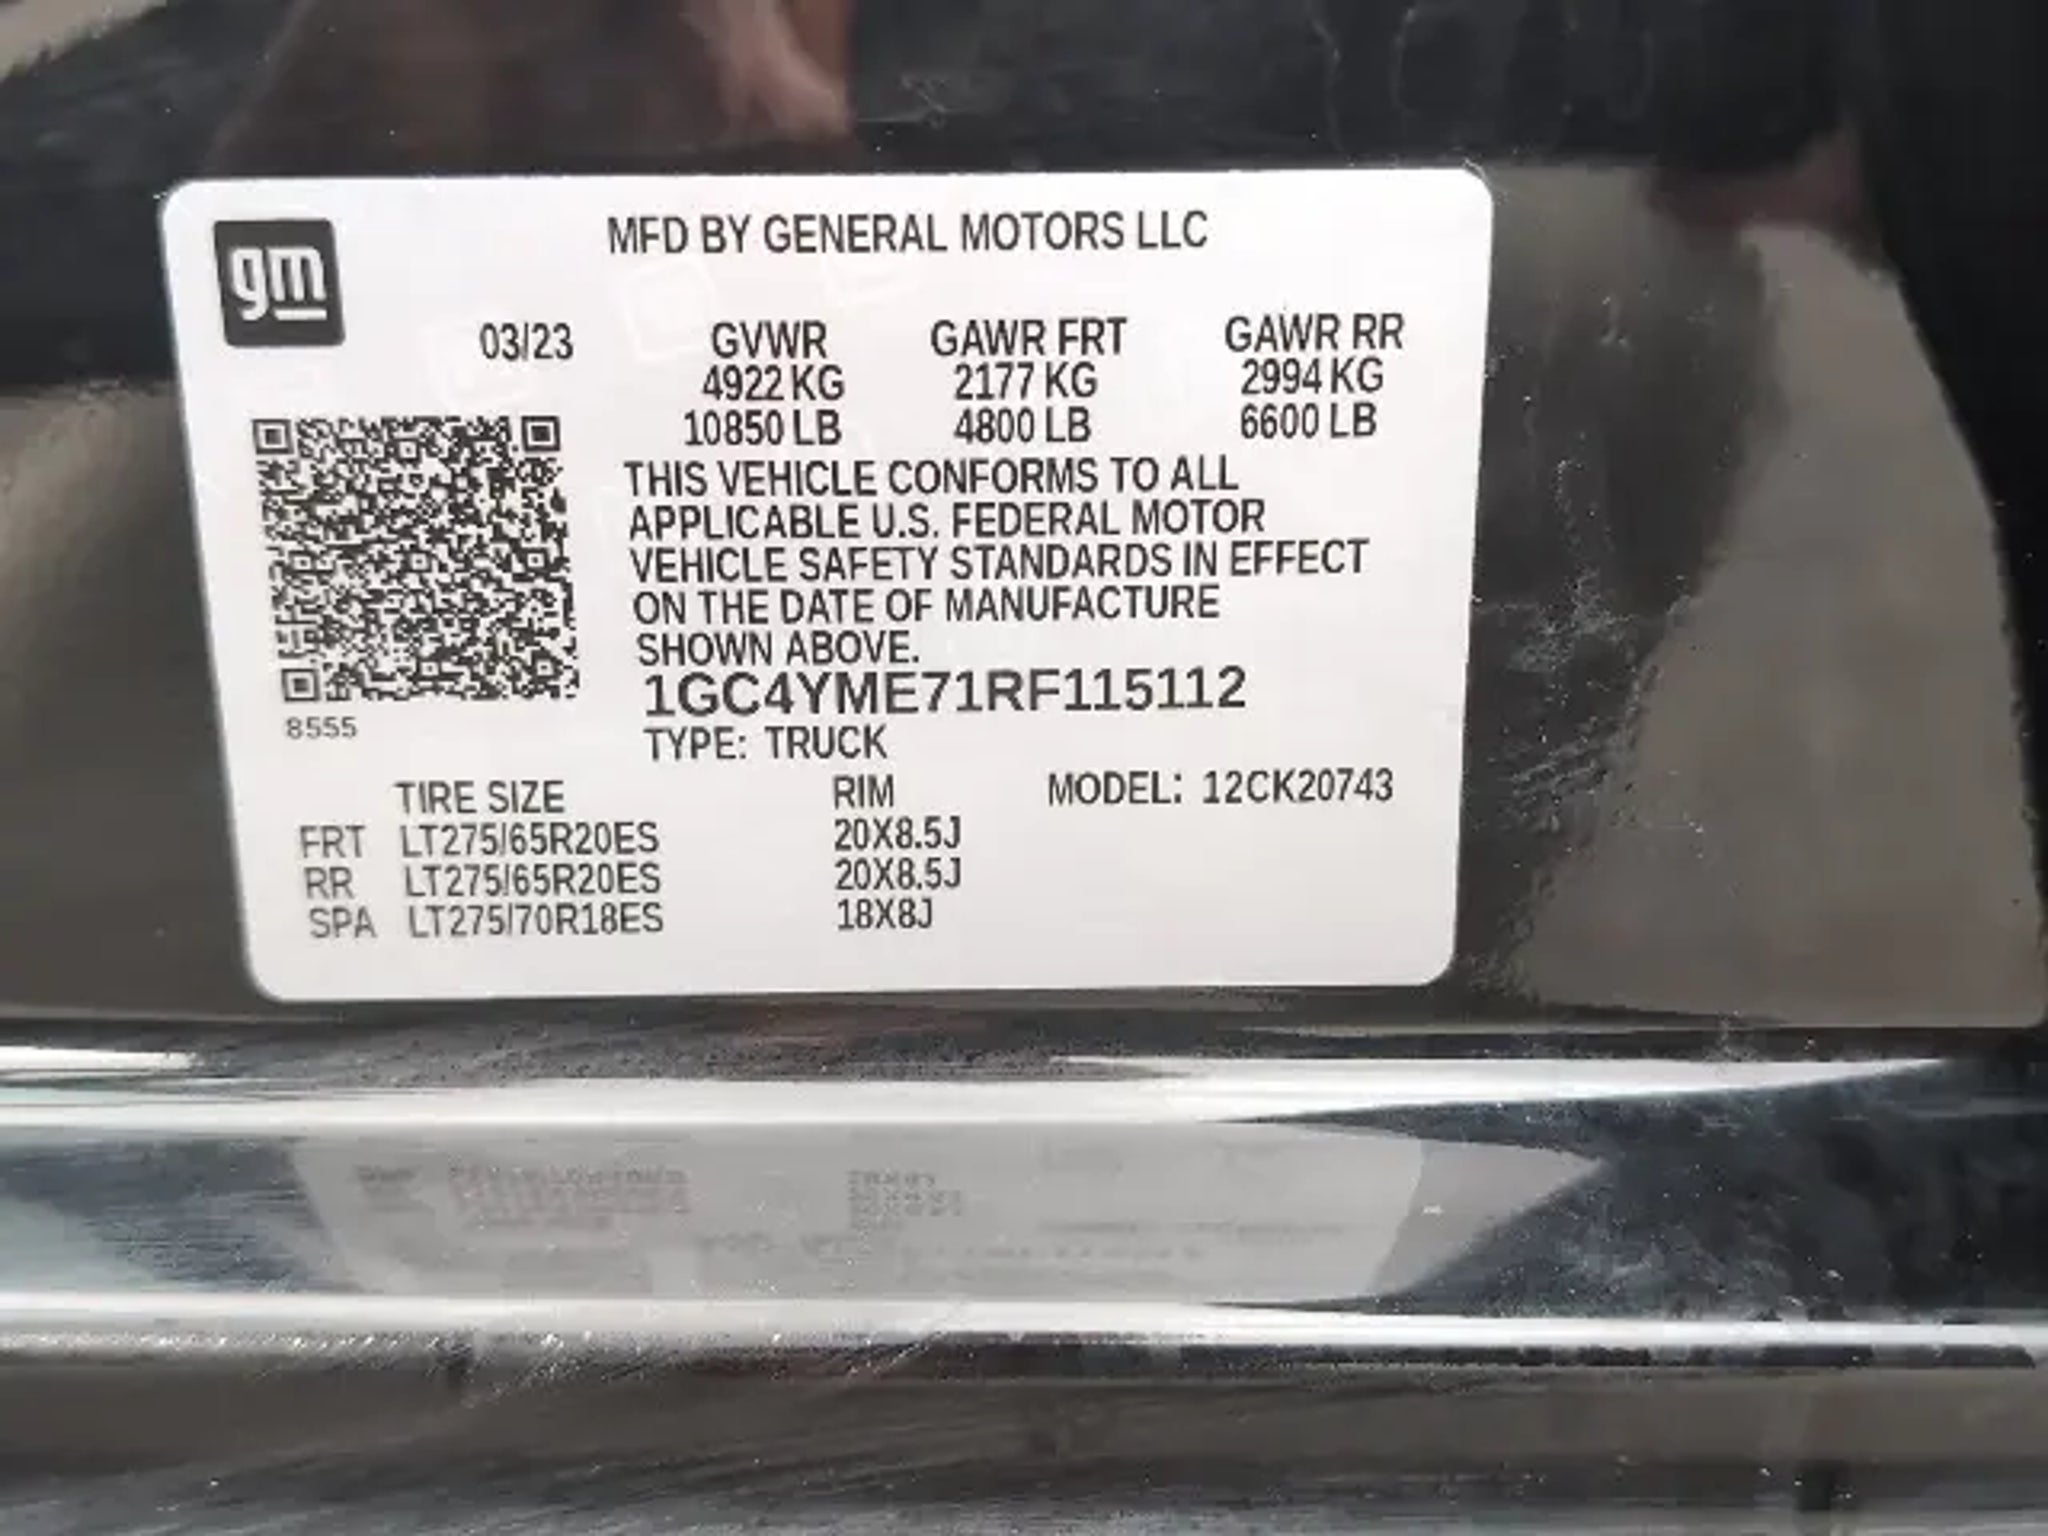 gm
MFD BY GENERAL MOTORS LLC
03/23 GVWR GAWR FRT GAWR RR
4922 KG 2177 KG 2994 KG
10850 LB 4800 LB 6600 LB
THIS VEHICLE CONFORMS TO ALL
APPLICABLE U.S. FEDERAL MOTOR
VEHICLE SAFETY STANDARDS IN EFFECT
ON THE DATE OF MANUFACTURE
SHOWN ABOVE.
1GC4YME71RF115112
8555
TYPE: TRUCK
TIRE SIZE RIM MODEL: 12CK20743
FRT LT275/65R20ES 20X8.5J
RR LT275/65R20ES 20X8.5J
SPA LT275/70R18ES 18X8J